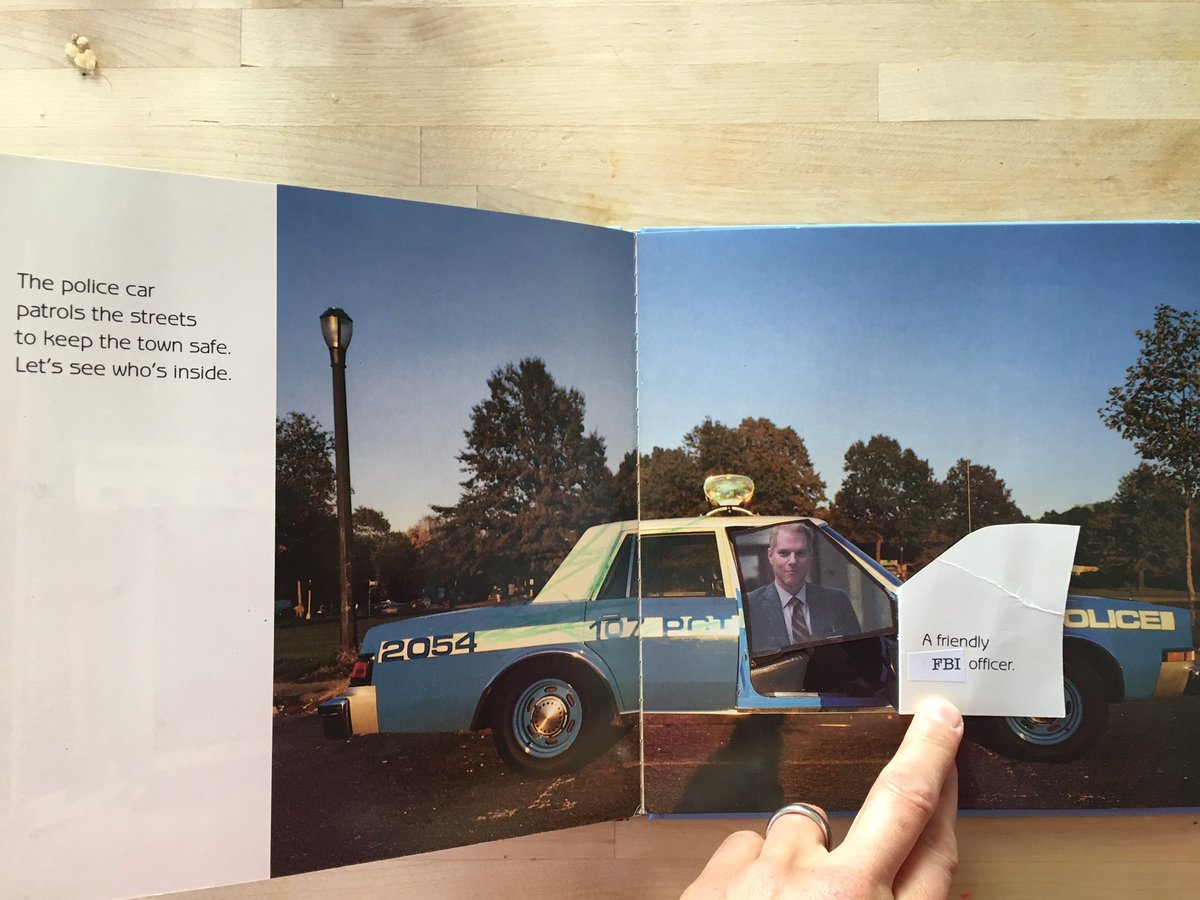 The police car
patrols the streets
to keep the town safe.
Let's see who's inside.
2054
107 PCT
POLICE
A friendly
FBI officer.